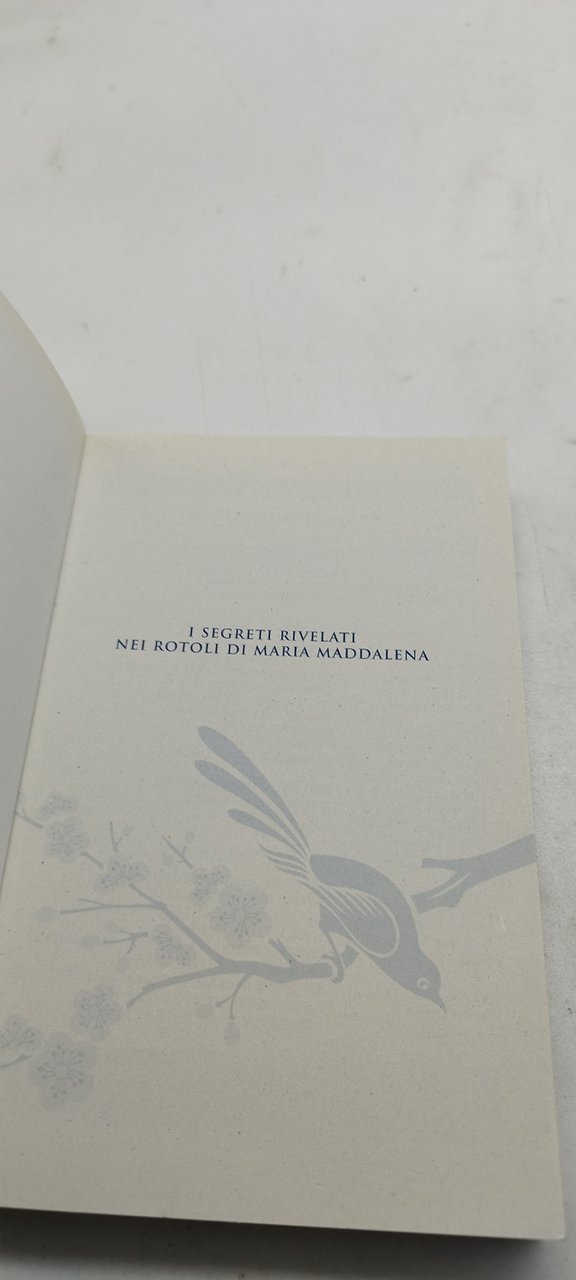 I SEGRETI RIVELATI
NEI ROTOLI DI MARIA MADDALENA